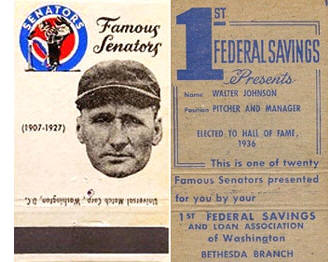 SENATORS
Famous
Senators
(1907-1927)
Universal Match Corp., Washington, D.C.
1ST
FEDERAL SAVINGS
Presents
Name WALTER JOHNSON
Position PITCHER AND MANAGER
ELECTED TO HALL OF FAME,
1936
This is one of twenty
Famous Senators presented
for you by your
1ST FEDERAL SAVINGS
AND LOAN ASSOCIATION
of Washington
BETHESDA BRANCH